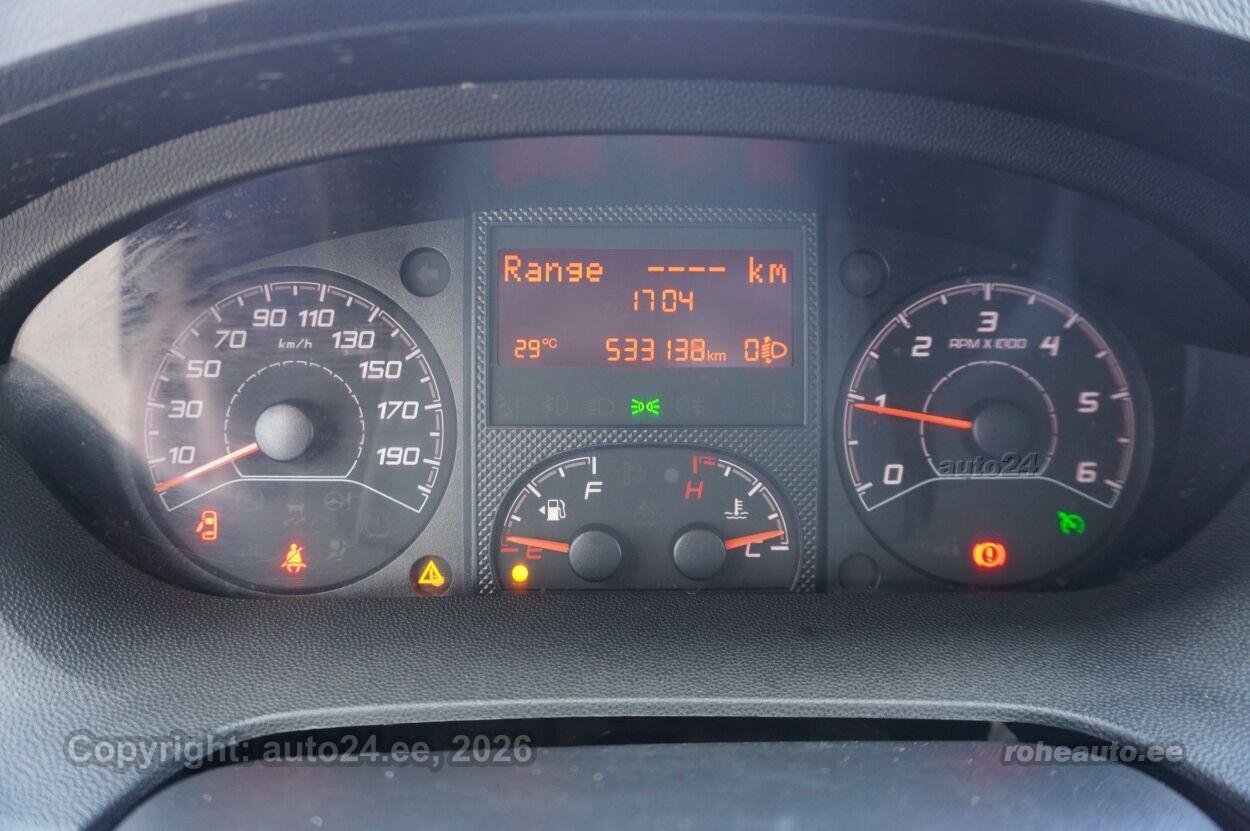 Range ---- km
1704
29°C 533138km 0
10 30 50 70 90 110 130 150 170 190
km/h
0 1 2 3 4 5 6
RPM X 1000
auto24
E F
H C
Copyright: auto24.ee, 2026
roheauto.ee